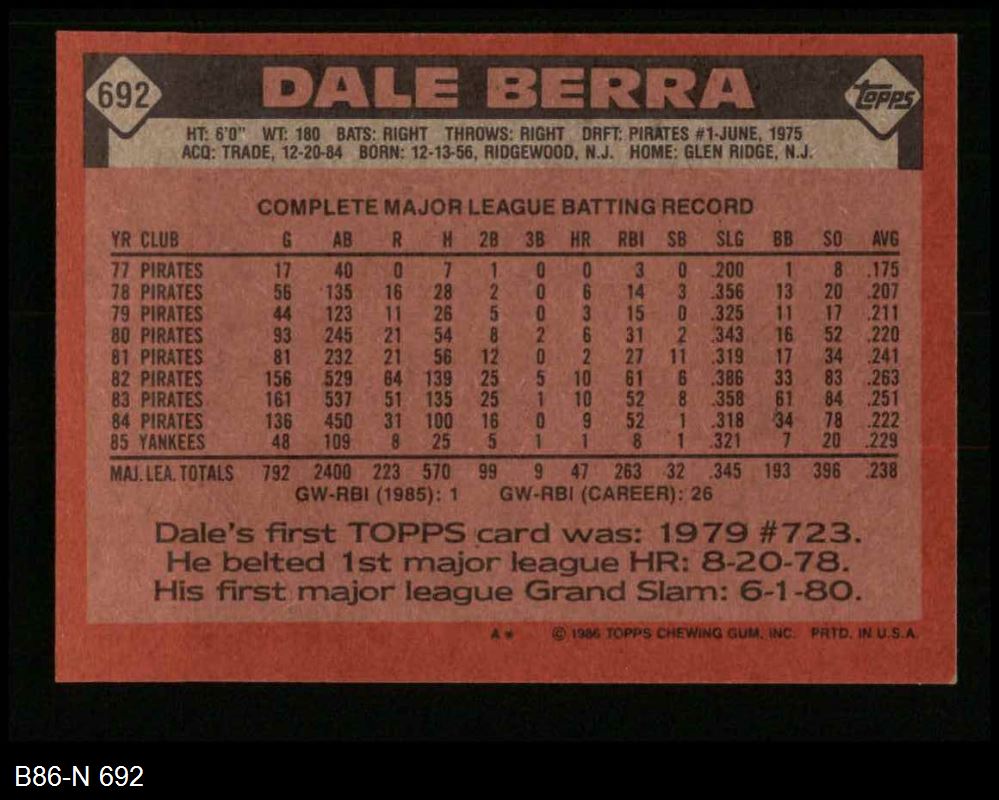 692
DALE BERRA
topps
HT: 6'0" WT: 180 BATS: RIGHT THROWS: RIGHT DRFT: PIRATES #1-JUNE, 1975
ACQ: TRADE, 12-20-84 BORN: 12-13-56, RIDGEWOOD, N.J. HOME: GLEN RIDGE, N.J.
COMPLETE MAJOR LEAGUE BATTING RECORD
YR CLUB G AB R H 2B 3B HR RBI SB SLG BB SO AVG
77 PIRATES 17 40 0 7 1 0 0 3 0 .200 1 8 .175
78 PIRATES 56 135 16 28 2 0 6 14 3 .356 13 20 .207
79 PIRATES 44 123 11 26 5 0 3 15 0 .325 11 17 .211
80 PIRATES 93 245 21 54 8 2 6 31 2 .343 16 52 .220
81 PIRATES 81 232 21 56 12 0 2 27 11 .319 17 34 .241
82 PIRATES 156 529 64 139 25 5 10 61 6 .386 33 83 .263
83 PIRATES 161 537 51 135 25 1 10 52 8 .358 61 84 .251
84 PIRATES 136 450 31 100 16 0 9 52 1 .318 34 78 .222
85 YANKEES 48 109 8 25 5 1 1 8 1 .321 7 20 .229
MAJ. LEA. TOTALS 792 2400 223 570 99 9 47 263 32 .345 193 396 .238
GW-RBI (1985): 1 GW-RBI (CAREER): 26
Dale's first TOPPS card was: 1979 #723.
He belted 1st major league HR: 8-20-78.
His first major league Grand Slam: 6-1-80.
A* © 1986 TOPPS CHEWING GUM, INC. PRTD. IN U.S.A.
B86-N 692